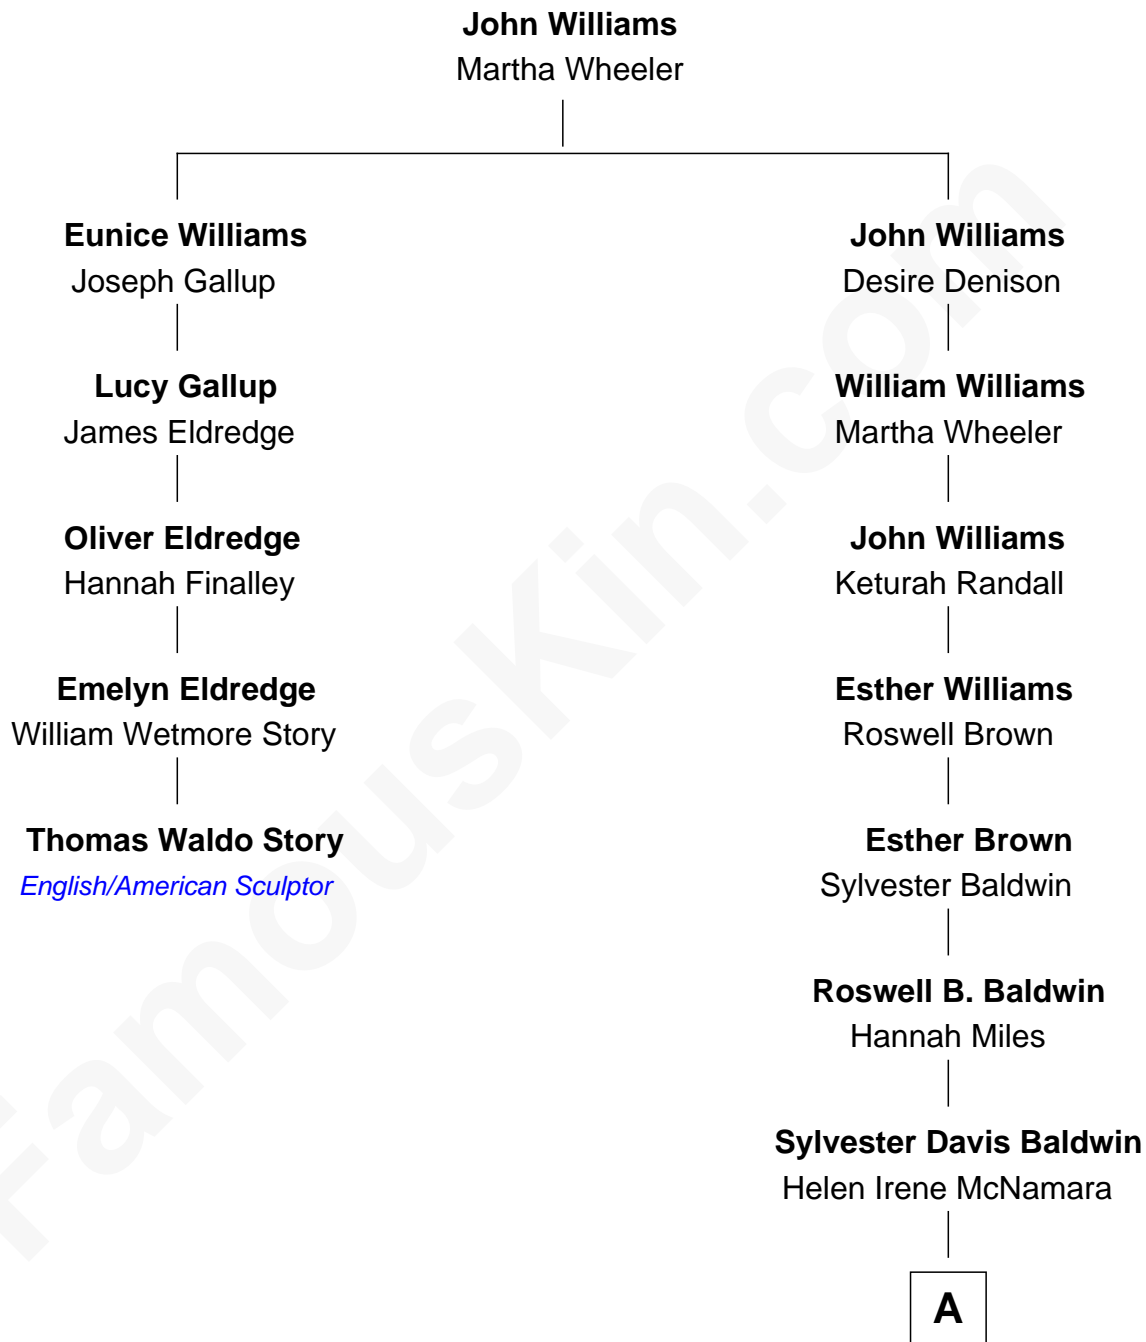 John Williams
Martha Wheeler
Eunice Williams
Joseph Gallup
Lucy Gallup
James Eldredge
Oliver Eldredge
Hannah Finalley
Emelyn Eldredge
William Wetmore Story
Thomas Waldo Story
English/American Sculptor
John Williams
Desire Denison
William Williams
Martha Wheeler
John Williams
Keturah Randall
Esther Williams
Roswell Brown
Esther Brown
Sylvester Baldwin
Roswell B. Baldwin
Hannah Miles
Sylvester Davis Baldwin
Helen Irene McNamara
A
FamousKin.com